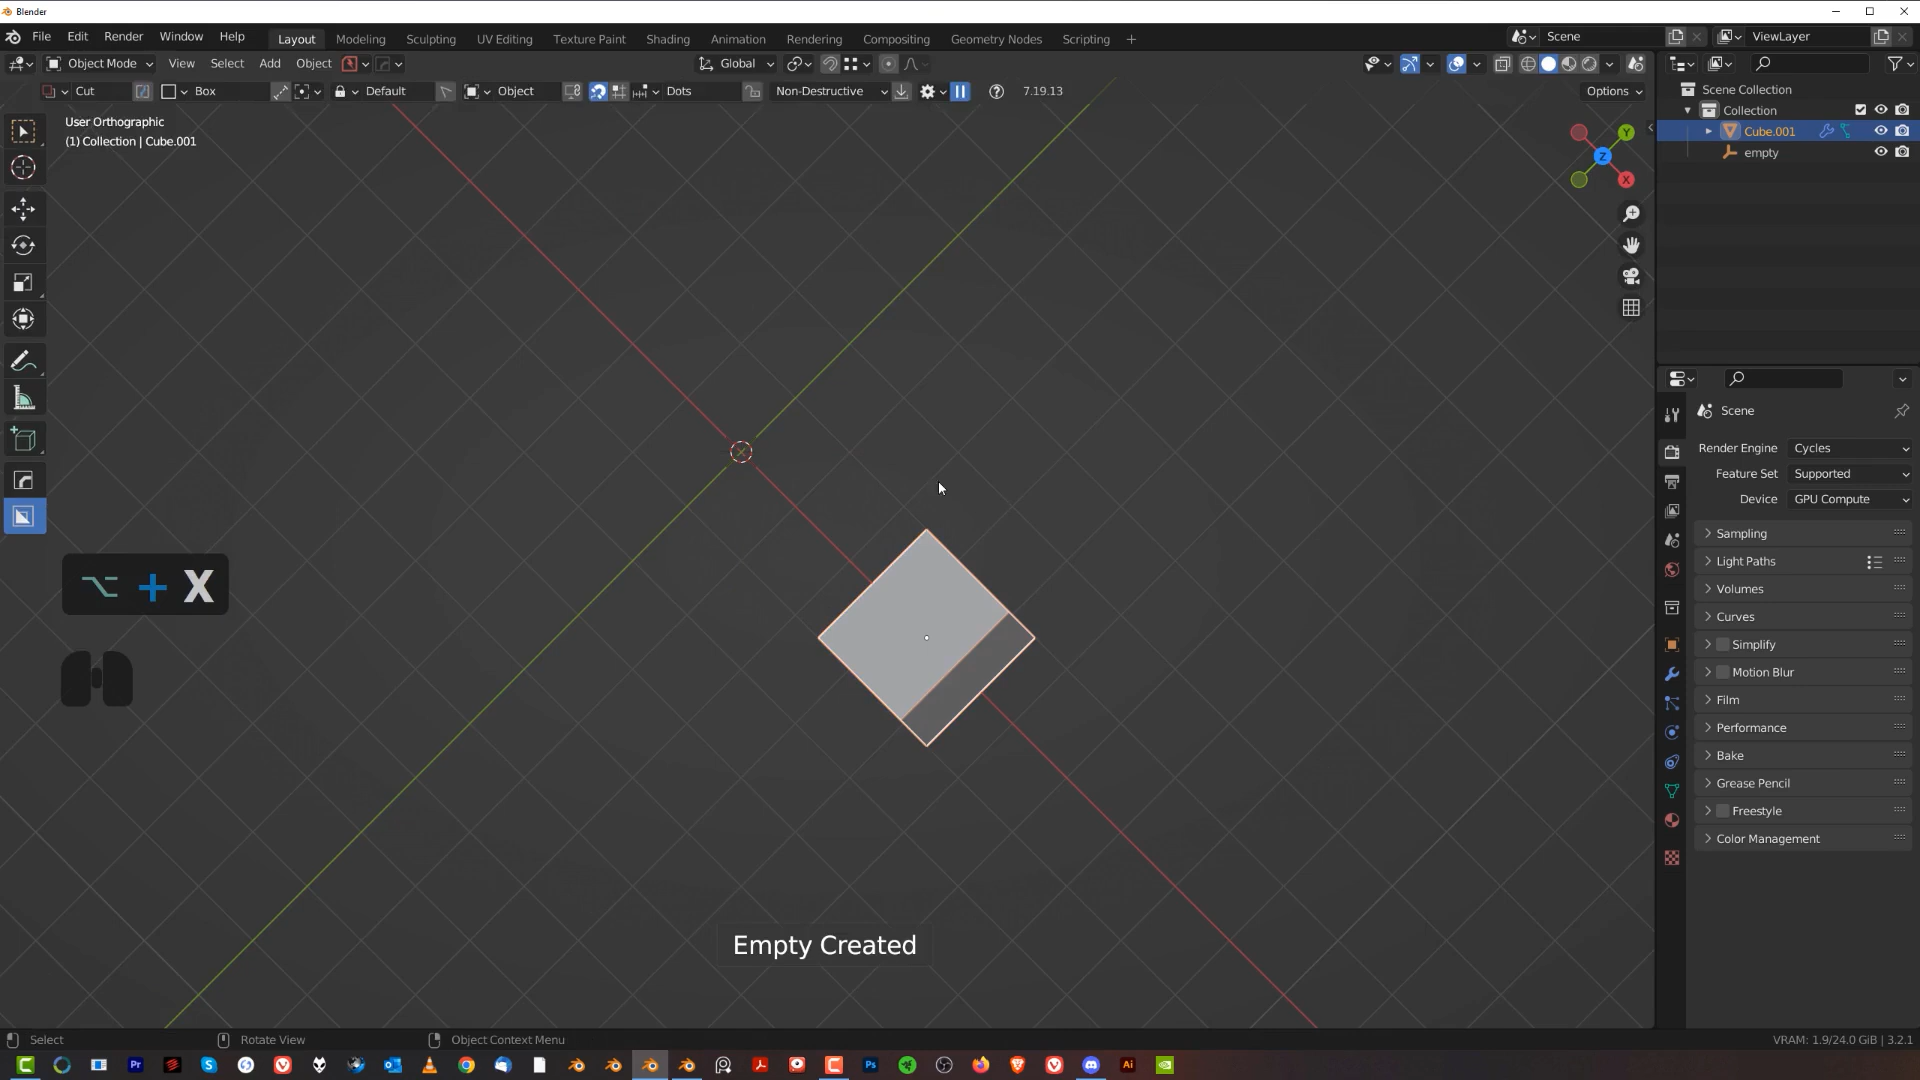 Blender
File Edit Render Window Help Layout Modeling Sculpting UV Editing Texture Paint Shading Animation Rendering Compositing Geometry Nodes Scripting + Scene ViewLayer
Object Mode View Select Add Object Global
Cut Box Default Object Dots Non-Destructive 7.19.13 Options
User Orthographic
(1) Collection | Cube.001
Scene Collection
Collection
Cube.001
empty
Y
Z
X
Scene
Render Engine Cycles
Feature Set Supported
Device GPU Compute
Sampling
Light Paths
Volumes
Curves
Simplify
Motion Blur
Film
Performance
Bake
Grease Pencil
Freestyle
Color Management
⌥ + X
Empty Created
Select Rotate View Object Context Menu VRAM: 1.9/24.0 GiB | 3.2.1
Pr S Ps Ai